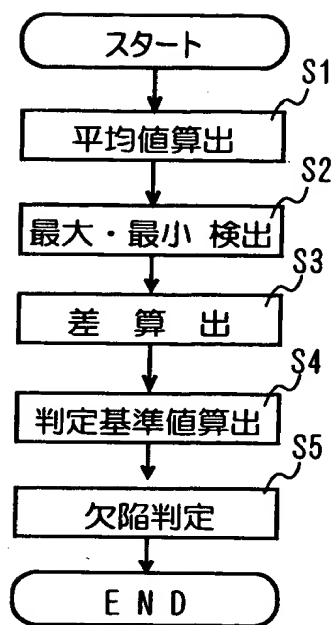 スタート
S1
平均値算出
S2
最大・最小 検出
S3
差 算 出
S4
判定基準値算出
S5
欠陥判定
E N D